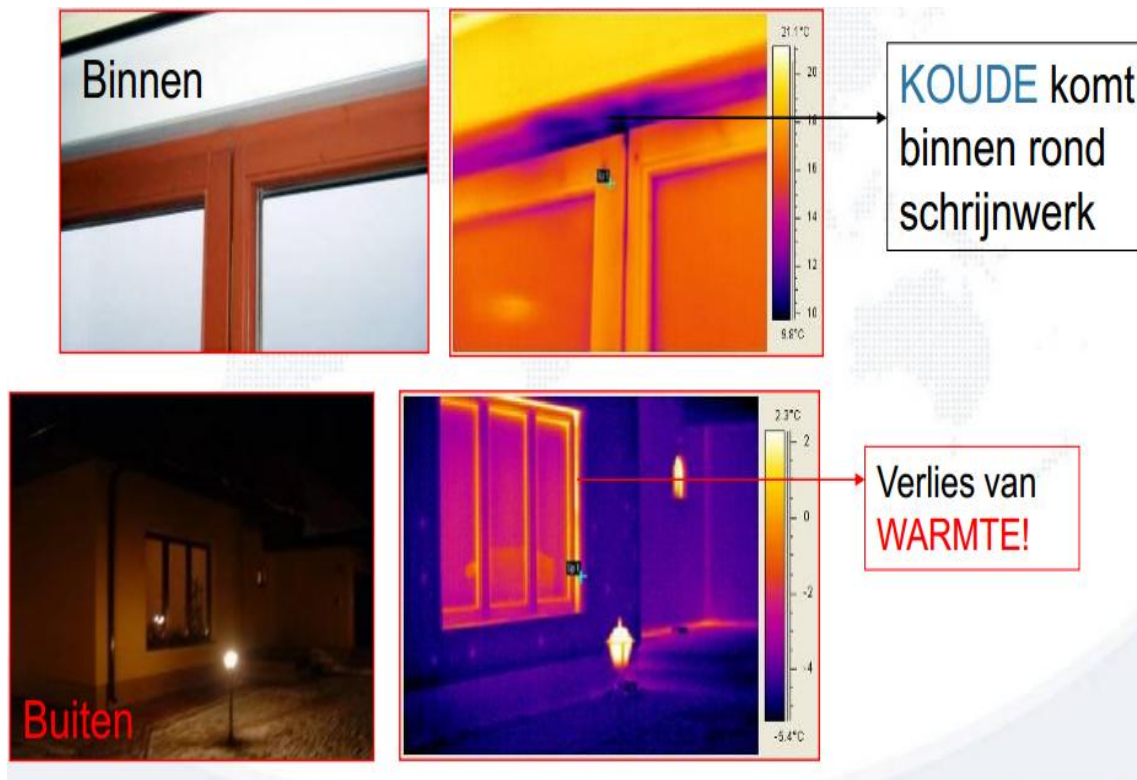 Binnen
21.1°C
20
18
16
14
12
10
9.8°C
KOUDE komt
binnen rond
schrijnwerk
Buiten
2.3°C
2
0
-2
-4
-5.4°C
Verlies van
WARMTE!